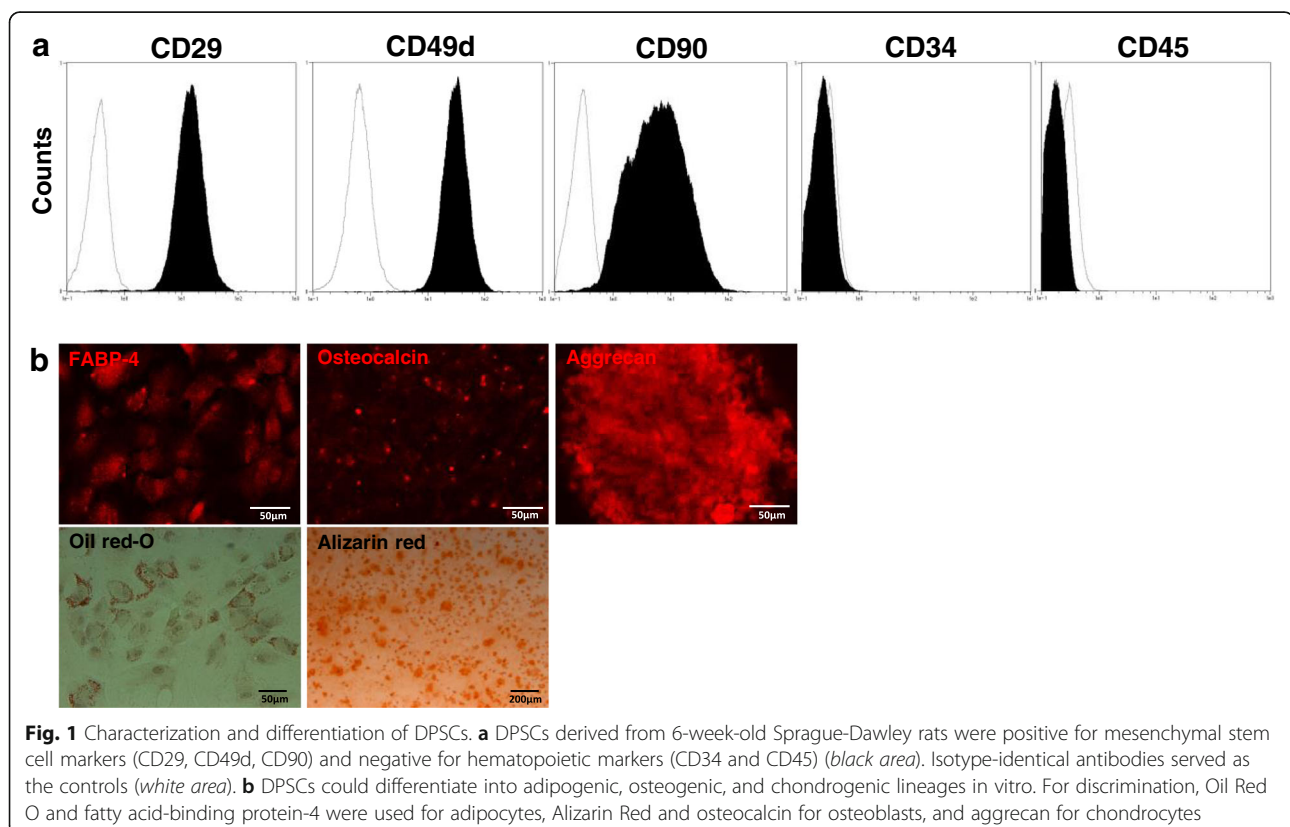 a
CD29 CD49d CD90 CD34 CD45
Counts
b
FABP-4 Osteocalcin Aggrecan
50µm 50µm 50µm
Oil red-O Alizarin red
50µm 200µm
Fig. 1 Characterization and differentiation of DPSCs. a DPSCs derived from 6-week-old Sprague-Dawley rats were positive for mesenchymal stem
cell markers (CD29, CD49d, CD90) and negative for hematopoietic markers (CD34 and CD45) (black area). Isotype-identical antibodies served as
the controls (white area). b DPSCs could differentiate into adipogenic, osteogenic, and chondrogenic lineages in vitro. For discrimination, Oil Red
O and fatty acid-binding protein-4 were used for adipocytes, Alizarin Red and osteocalcin for osteoblasts, and aggrecan for chondrocytes